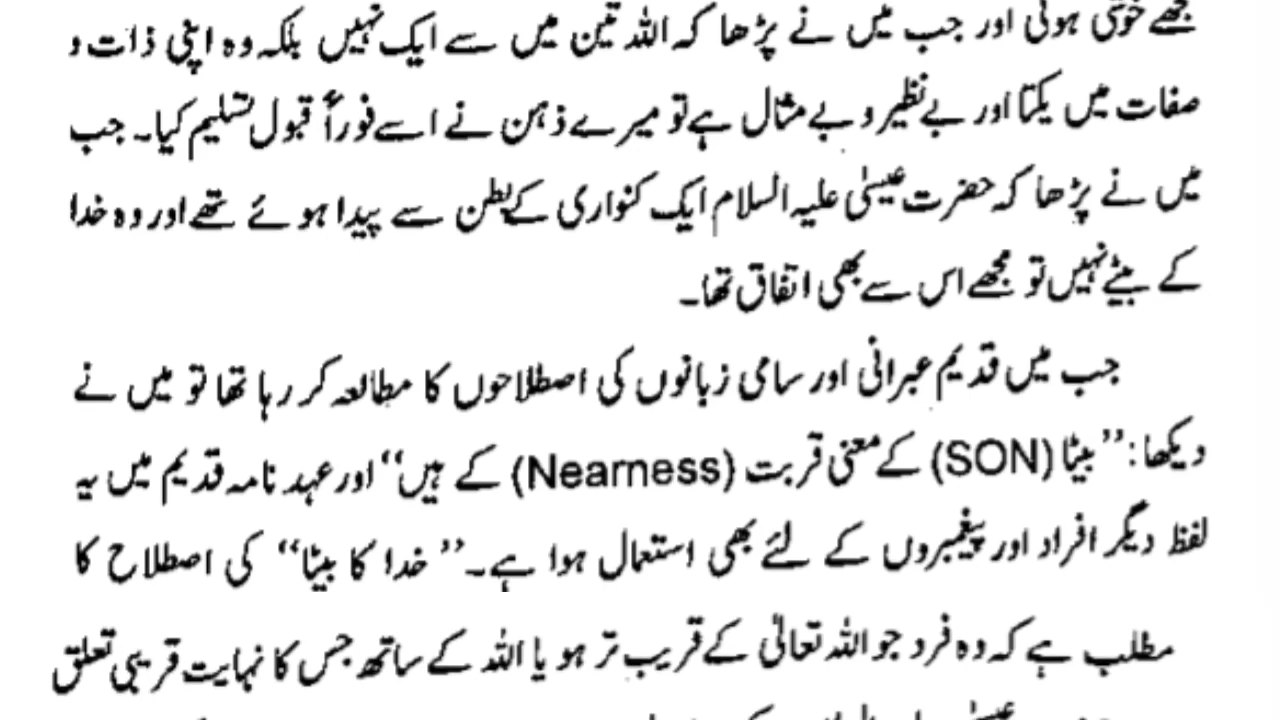 مجھے خوشی ہوئی اور جب میں نے پڑھا کہ اللہ تین میں سے ایک نہیں بلکہ وہ اپنی ذات و
صفات میں یکتا اور بے نظیر و بے مثال ہے تو میرے ذہن نے اسے فوراً قبول تسلیم کیا۔ جب
میں نے پڑھا کہ حضرت عیسیٰ علیہ السلام ایک کنواری کے بطن سے پیدا ہوئے تھے اور وہ خدا
کے بیٹے نہیں تو مجھے اس سے بھی اتفاق تھا۔
جب میں قدیم عبرانی اور سامی زبانوں کی اصطلاحوں کا مطالعہ کر رہا تھا تو میں نے
دیکھا: ’’بیٹا (SON) کے معنی قربت (Nearness) کے ہیں‘‘ اور عہد نامہ قدیم میں یہ
لفظ دیگر افراد اور پیغمبروں کے لئے بھی استعمال ہوا ہے۔ ’’خدا کا بیٹا‘‘ کی اصطلاح کا
مطلب ہے کہ وہ فرد جو اللہ تعالیٰ کے قریب تر ہو یا اللہ کے ساتھ جس کا نہایت قریبی تعلق